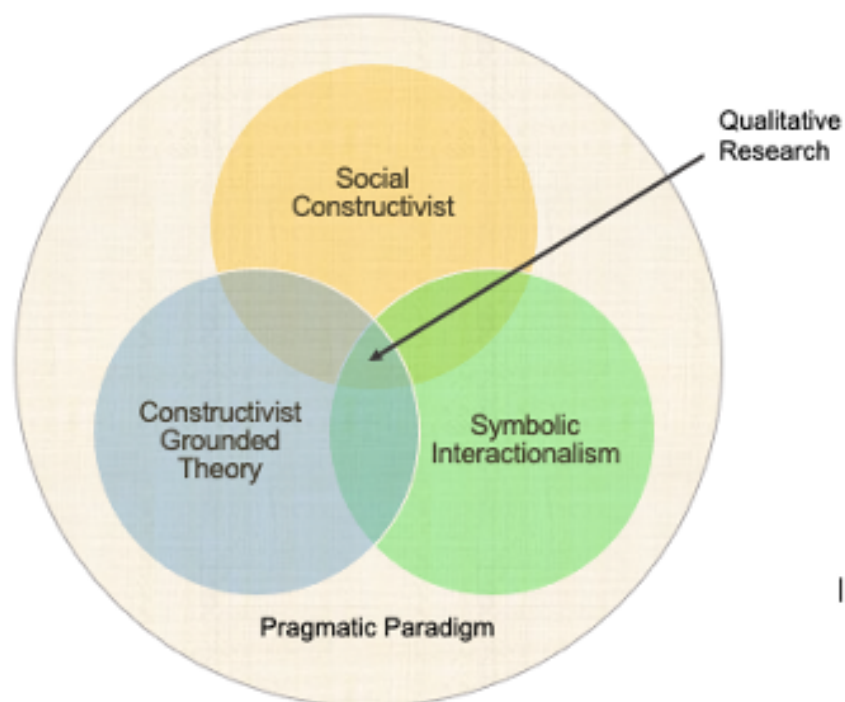 Qualitative
Research
Social
Constructivist
Constructivist
Grounded
Theory
Symbolic
Interactionalism
Pragmatic Paradigm